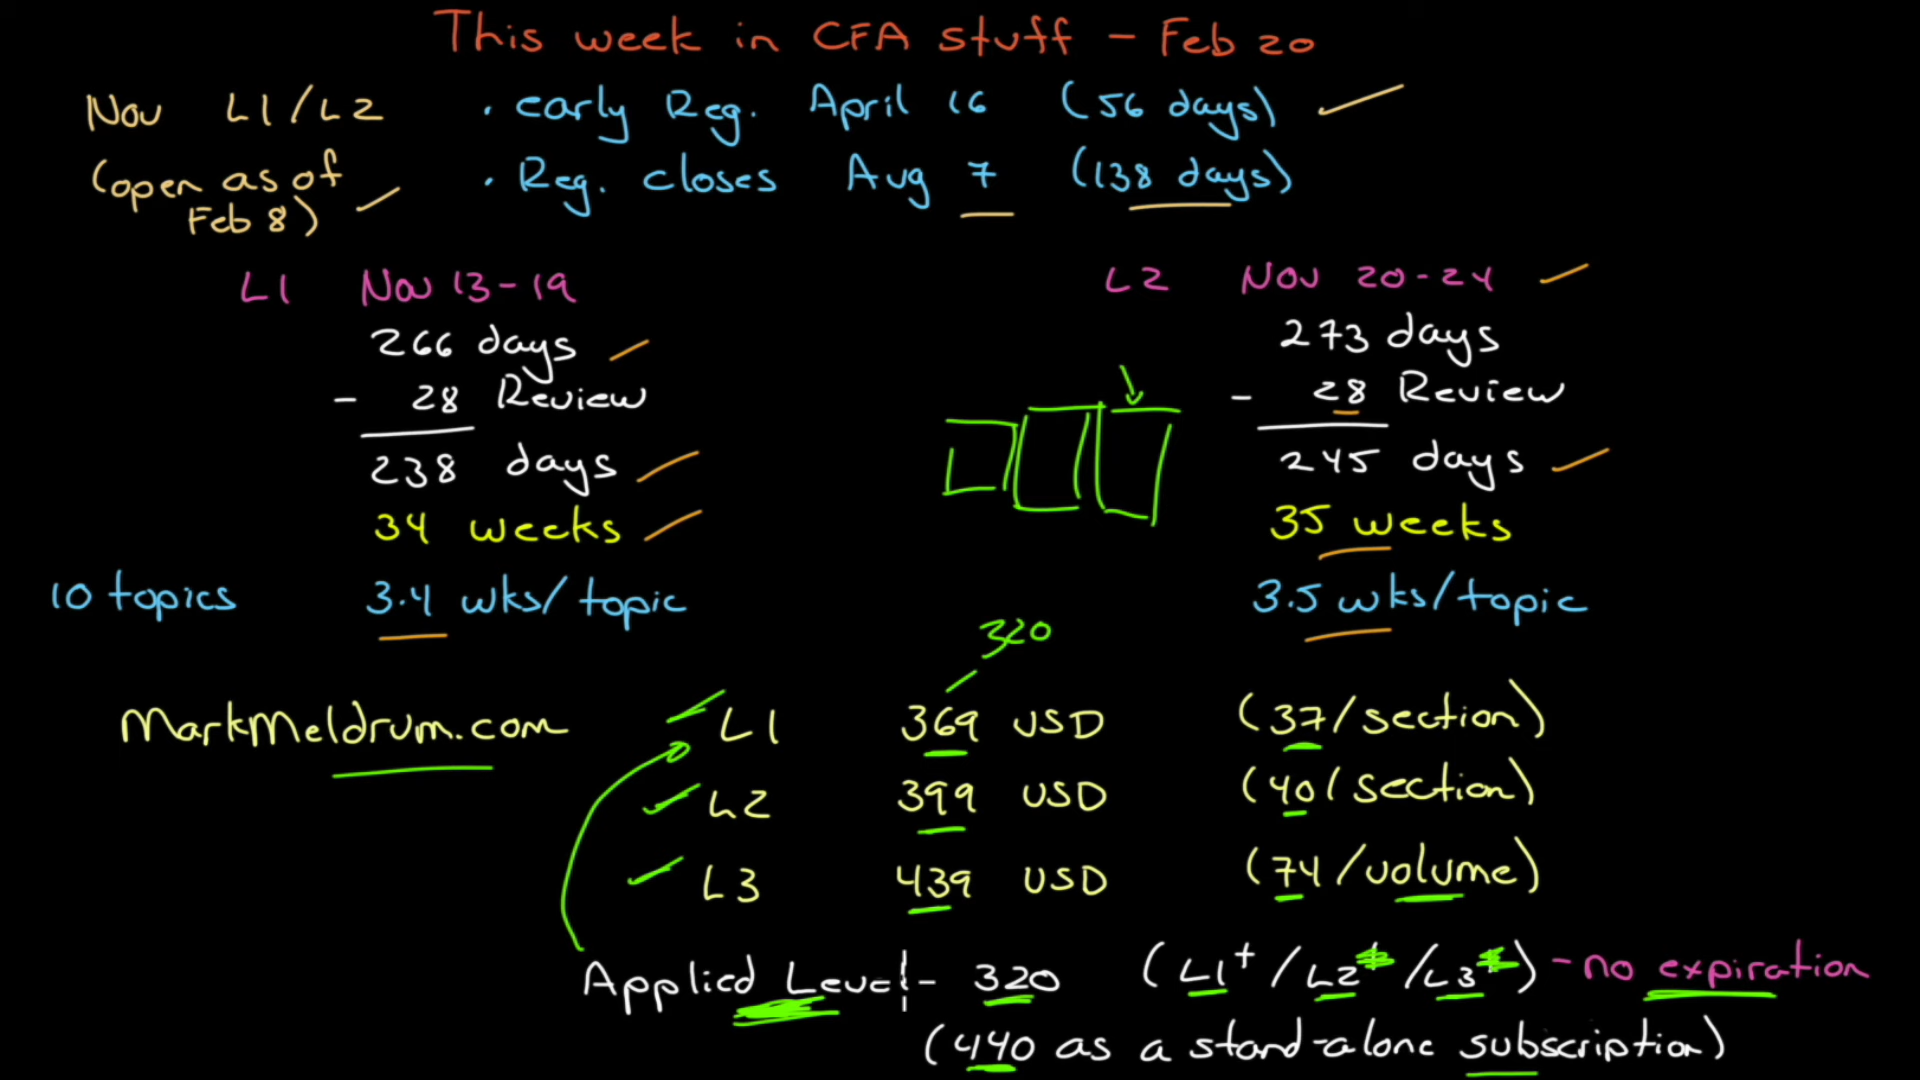 This week in CFA stuff - Feb 20
Nov L1/L2 • early Reg. April 16 (56 days)
(open as of • Reg. closes Aug 7 (138 days)
Feb 8)
L1 Nov 13-19 L2 Nov 20-24
266 days 273 days
- 28 Review - 28 Review
238 days 245 days
34 weeks 35 weeks
10 topics 3.4 wks/topic 3.5 wks/topic
320
MarkMeldrum.com L1 369 USD (37/section)
L2 399 USD (40/section)
L3 439 USD (74/volume)
Applied Level - 320 (L1+/L2+/L3+) - no expiration
(440 as a stand-alone subscription)